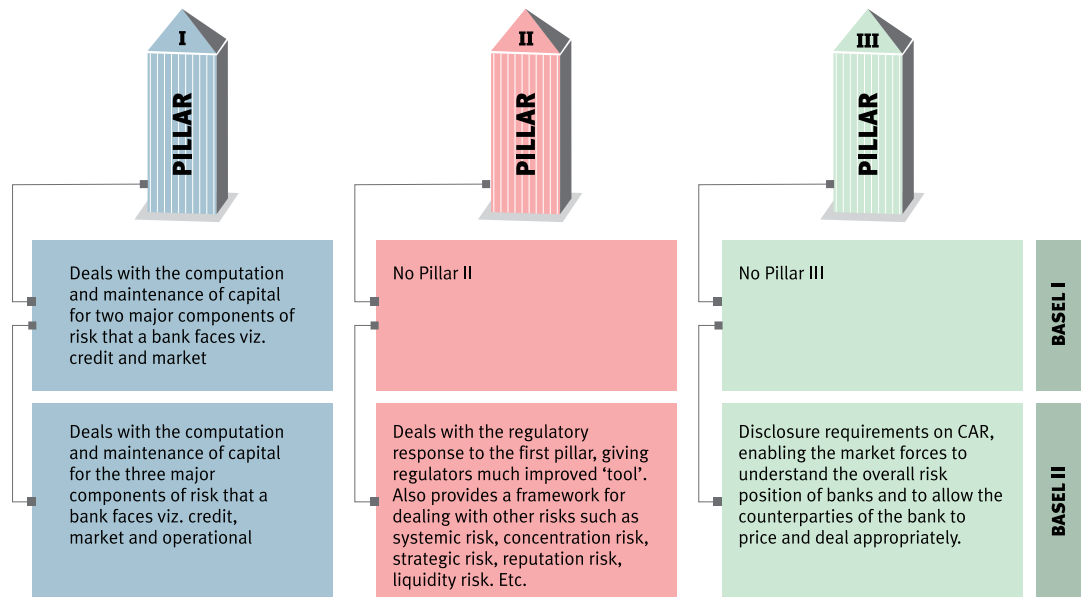 I
PILLAR
II
PILLAR
III
PILLAR
Deals with the computation
and maintenance of capital
for two major components of
risk that a bank faces viz.
credit and market
No Pillar II
No Pillar III
BASEL I
Deals with the computation
and maintenance of capital
for the three major
components of risk that a
bank faces viz. credit,
market and operational
Deals with the regulatory
response to the first pillar, giving
regulators much improved ‘tool’.
Also provides a framework for
dealing with other risks such as
systemic risk, concentration risk,
strategic risk, reputation risk,
liquidity risk. Etc.
Disclosure requirements on CAR,
enabling the market forces to
understand the overall risk
position of banks and to allow the
counterparties of the bank to
price and deal appropriately.
BASEL II